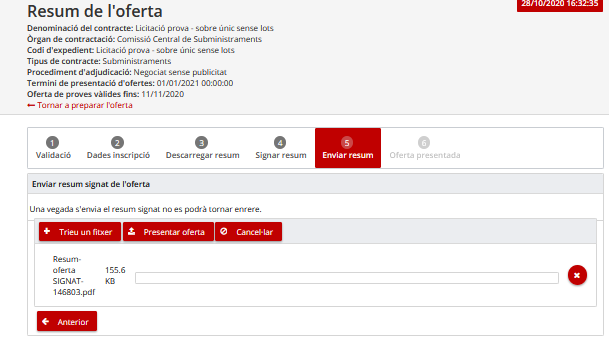 28/10/2020 16:32:35
Resum de l'oferta
Denominació del contracte: Licitació prova - sobre únic sense lots
Òrgan de contractació: Comissió Central de Subministraments
Codi d'expedient: Licitació prova - sobre únic sense lots
Tipus de contracte: Subministraments
Procediment d'adjudicació: Negociat sense publicitat
Termini de presentació d'ofertes: 01/01/2021 00:00:00
Oferta de proves vàlides fins: 11/11/2020
← Tornar a preparar l'oferta
1 2 3 4 5 6
Validació Dades inscripció Descarregar resum Signar resum Enviar resum Oferta presentada
Enviar resum signat de l'oferta
Una vegada s'envia el resum signat no es podrà tornar enrere.
Trieu un fitxer Presentar oferta Cancel·lar
Resum-
oferta 155.6
SIGNAT- KB
146803.pdf
Anterior